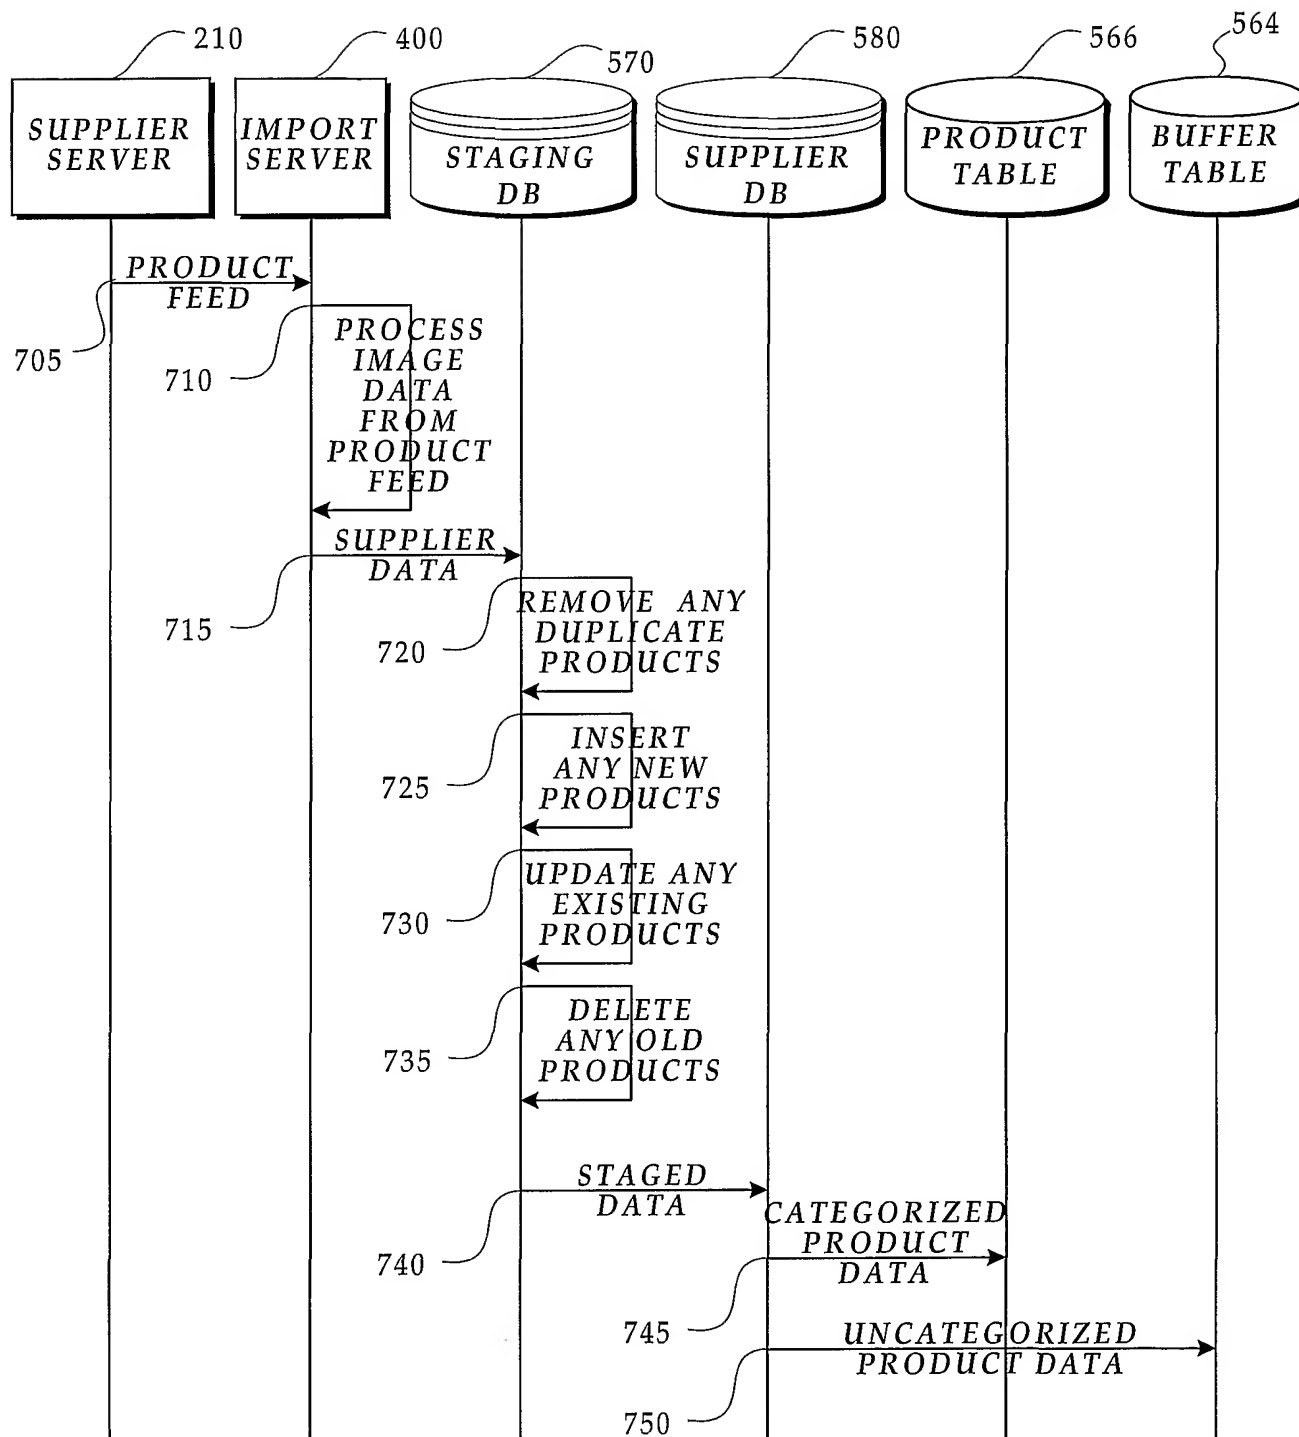 210
400
570
580
566
564
SUPPLIER
SERVER
IMPORT
SERVER
STAGING
DB
SUPPLIER
DB
PRODUCT
TABLE
BUFFER
TABLE
PRODUCT
FEED
705
710
PROCESS
IMAGE
DATA
FROM
PRODUCT
FEED
SUPPLIER
DATA
715
720
REMOVE ANY
DUPLICATE
PRODUCTS
725
INSERT
ANY NEW
PRODUCTS
730
UPDATE ANY
EXISTING
PRODUCTS
735
DELETE
ANY OLD
PRODUCTS
STAGED
DATA
740
CATEGORIZED
PRODUCT
DATA
745
UNCATEGORIZED
PRODUCT DATA
750